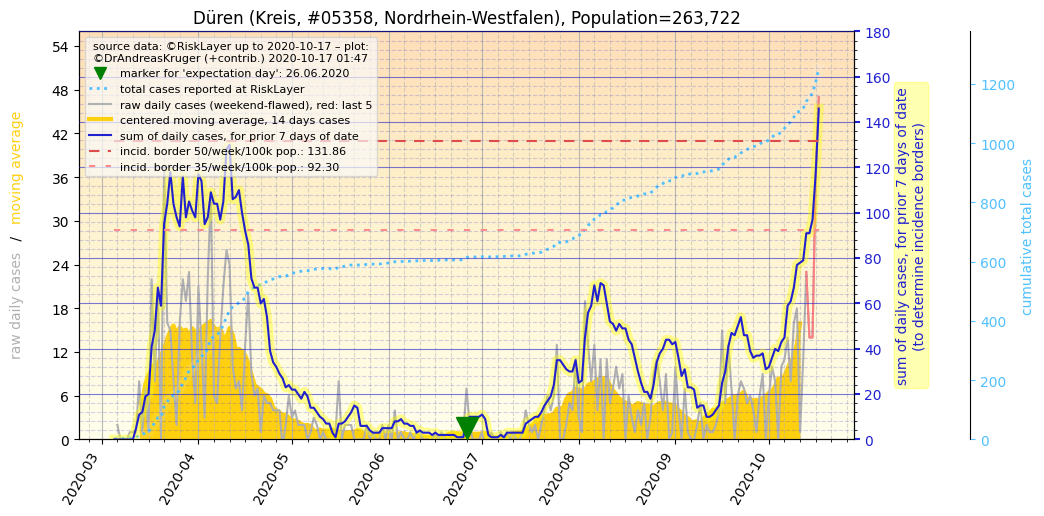 Düren (Kreis, #05358, Nordrhein-Westfalen), Population=263,722
source data: ©RiskLayer up to 2020-10-17 – plot:
©DrAndreasKruger (+contrib.) 2020-10-17 01:47
marker for 'expectation day': 26.06.2020
total cases reported at RiskLayer
raw daily cases (weekend-flawed), red: last 5
centered moving average, 14 days cases
sum of daily cases, for prior 7 days of date
incid. border 50/week/100k pop.: 131.86
incid. border 35/week/100k pop.: 92.30
raw daily cases / moving average
54
48
42
36
30
24
18
12
6
0
2020-03
2020-04
2020-05
2020-06
2020-07
2020-08
2020-09
2020-10
180
160
140
120
100
80
60
40
20
0
sum of daily cases, for prior 7 days of date
(to determine incidence borders)
1200
1000
800
600
400
200
0
cumulative total cases